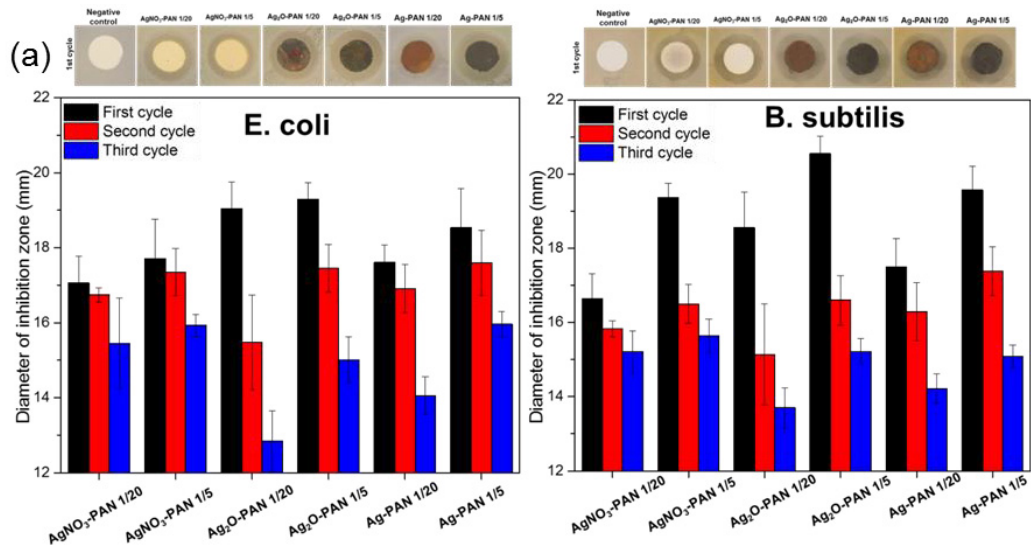 (a)
1st cycle
Negative
control
AgNO₃-PAN 1/20
AgNO₃-PAN 1/5
Ag₂O-PAN 1/20
Ag₂O-PAN 1/5
Ag-PAN 1/20
Ag-PAN 1/5
E. coli
First cycle
Second cycle
Third cycle
Diameter of inhibition zone (mm)
22
20
18
16
14
12
AgNO₃-PAN 1/20
AgNO₃-PAN 1/5
Ag₂O-PAN 1/20
Ag₂O-PAN 1/5
Ag-PAN 1/20
Ag-PAN 1/5
1st cycle
Negative
control
AgNO₃-PAN 1/20
AgNO₃-PAN 1/5
Ag₂O-PAN 1/20
Ag₂O-PAN 1/5
Ag-PAN 1/20
Ag-PAN 1/5
B. subtilis
First cycle
Second cycle
Third cycle
Diameter of inhibition zone (mm)
22
20
18
16
14
12
AgNO₃-PAN 1/20
AgNO₃-PAN 1/5
Ag₂O-PAN 1/20
Ag₂O-PAN 1/5
Ag-PAN 1/20
Ag-PAN 1/5